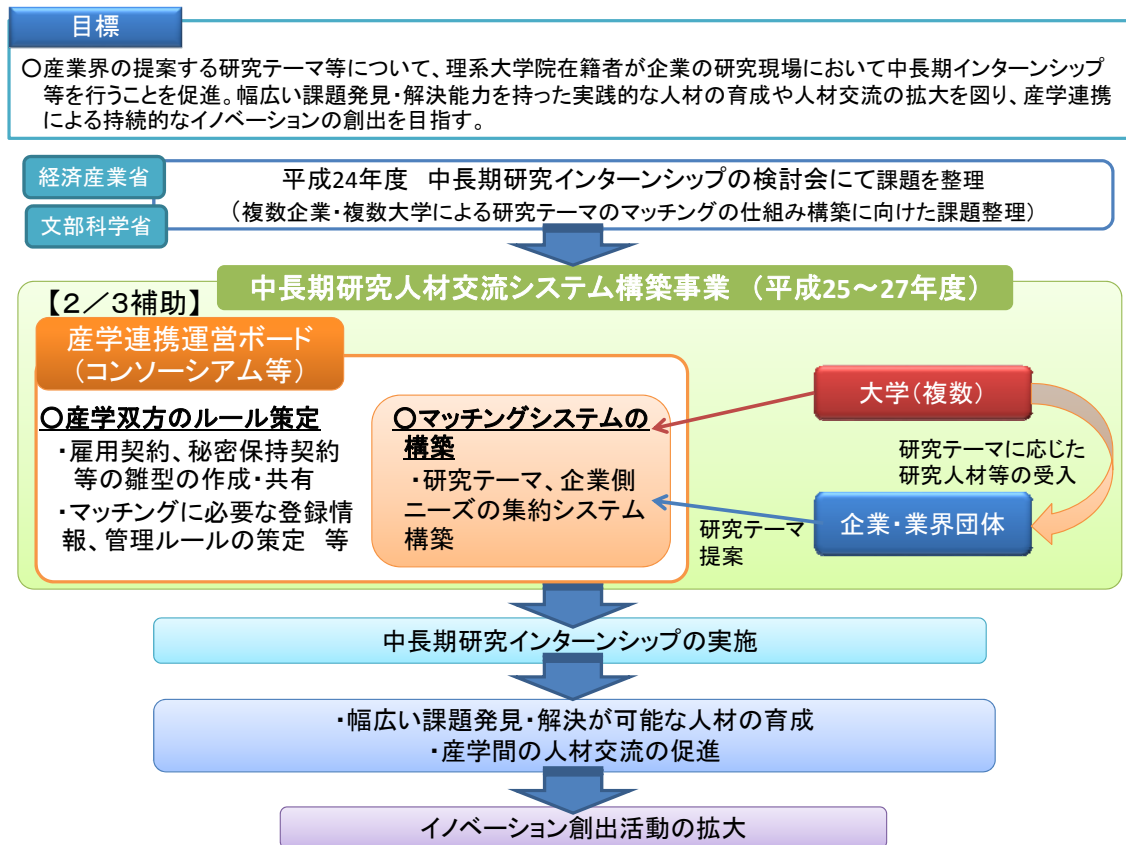 目標
○産業界の提案する研究テーマ等について、理系大学院在籍者が企業の研究現場において中長期インターンシップ
等を行うことを促進。幅広い課題発見・解決能力を持った実践的な人材の育成や人材交流の拡大を図り、産学連携
による持続的なイノベーションの創出を目指す。
経済産業省
文部科学省
平成24年度 中長期研究インターンシップの検討会にて課題を整理
（複数企業・複数大学による研究テーマのマッチングの仕組み構築に向けた課題整理）
中長期研究人材交流システム構築事業 （平成25～27年度）
【２／３補助】
産学連携運営ボード
（コンソーシアム等）
○産学双方のルール策定
・雇用契約、秘密保持契約
等の雛型の作成・共有
・マッチングに必要な登録情
報、管理ルールの策定 等
○マッチングシステムの
構築
・研究テーマ、企業側
ニーズの集約システム
構築
大学（複数）
研究テーマに応じた
研究人材等の受入
企業・業界団体
研究テーマ
提案
中長期研究インターンシップの実施
・幅広い課題発見・解決が可能な人材の育成
・産学間の人材交流の促進
イノベーション創出活動の拡大